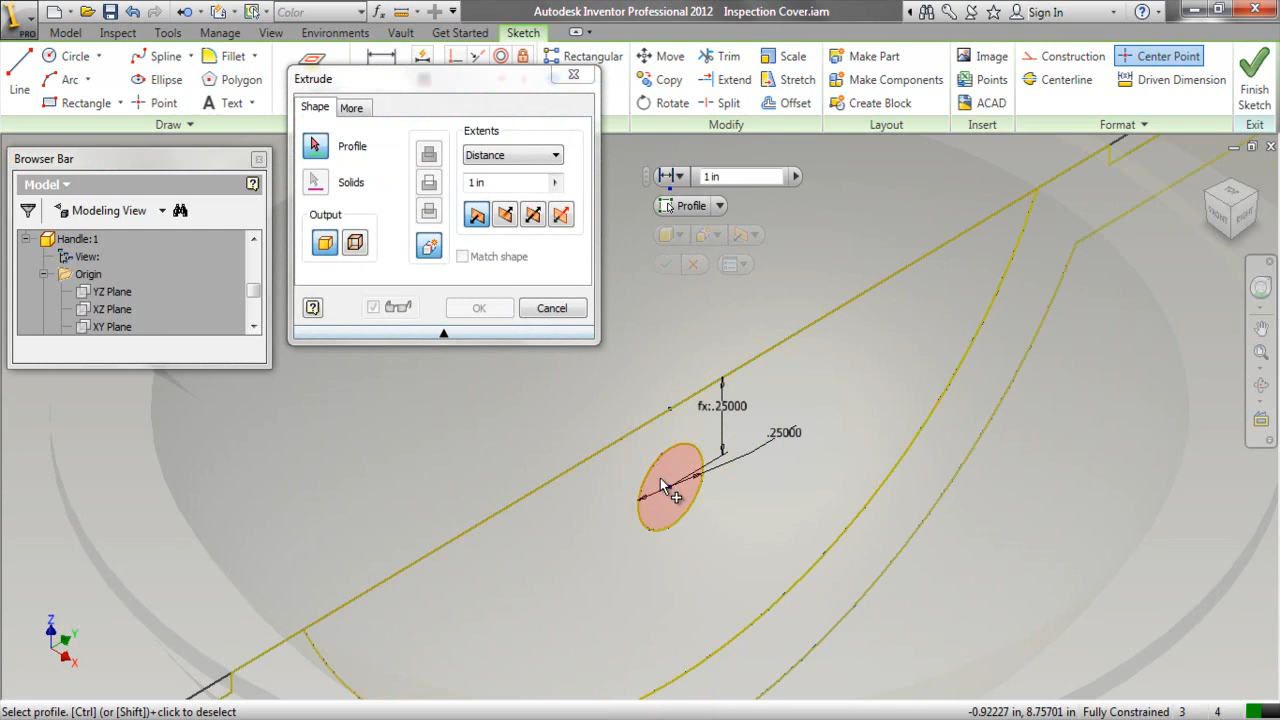 PRO
Color
Autodesk Inventor Professional 2012 Inspection Cover.iam
Sign In
Model Inspect Tools Manage View Environments Vault Get Started Sketch
Line
Spline
Fillet
Arc
Ellipse
Polygon
Rectangle
Point
Text
Draw
Rectangular
Move
Trim
Scale
Copy
Extend
Stretch
Rotate
Split
Offset
Modify
Make Part
Make Components
Create Block
Layout
Image
Points
ACAD
Insert
Construction
Center Point
Centerline
Driven Dimension
Format
Finish
Sketch
Exit
Browser Bar
Model
Modeling View
Handle:1
View:
Origin
YZ Plane
XZ Plane
XY Plane
Extrude
Shape More
Profile
Solids
Output
Extents
Distance
1 in
Match shape
OK Cancel
1 in
Profile
FRONT RIGHT
fx:.25000
.25000
Z
Y
X
Select profile. [Ctrl] (or [Shift])+click to deselect
-0.92227 in, 8.75701 in Fully Constrained 3 4